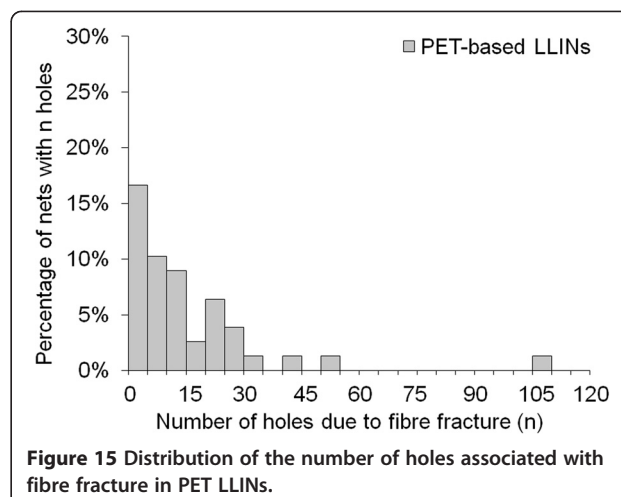 30%
PET-based LLINs
25%
20%
15%
10%
5%
0%
Percentage of nets with n holes
0 15 30 45 60 75 90 105 120
Number of holes due to fibre fracture (n)
Figure 15 Distribution of the number of holes associated with
fibre fracture in PET LLINs.